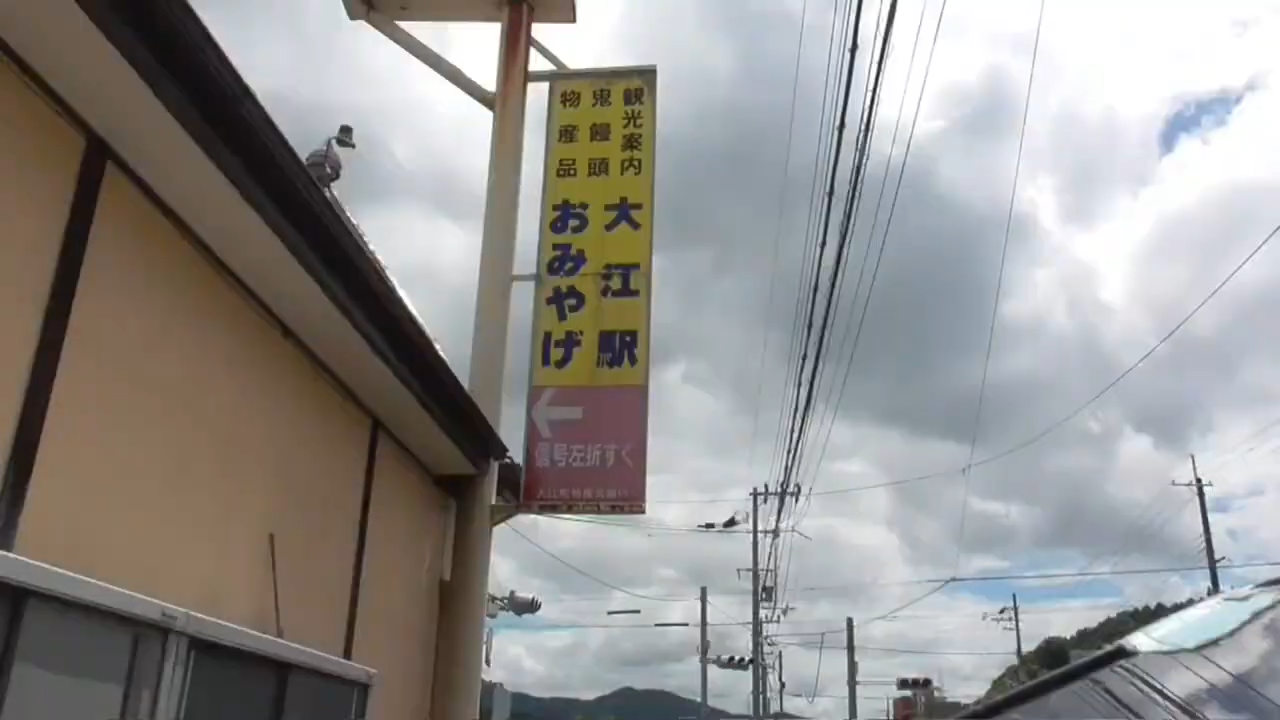 観光案内
鬼饅頭
物産品
大江駅
おみやげ
信号左折すぐ